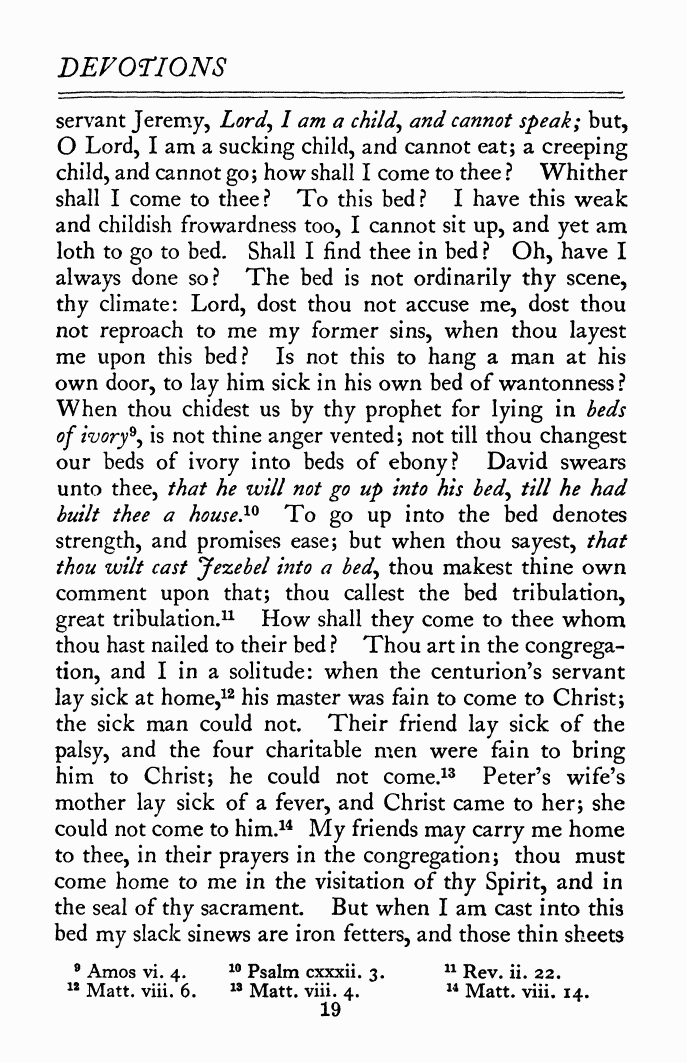 DEVOTIONS
servant Jeremy, Lord, I am a child, and cannot speak; but,
O Lord, I am a sucking child, and cannot eat; a creeping
child, and cannot go; how shall I come to thee? Whither
shall I come to thee? To this bed? I have this weak
and childish frowardness too, I cannot sit up, and yet am
loth to go to bed. Shall I find thee in bed? Oh, have I
always done so? The bed is not ordinarily thy scene,
thy climate: Lord, dost thou not accuse me, dost thou
not reproach to me my former sins, when thou layest
me upon this bed? Is not this to hang a man at his
own door, to lay him sick in his own bed of wantonness?
When thou chidest us by thy prophet for lying in beds
of ivory⁹, is not thine anger vented; not till thou changest
our beds of ivory into beds of ebony? David swears
unto thee, that he will not go up into his bed, till he had
built thee a house.¹⁰ To go up into the bed denotes
strength, and promises ease; but when thou sayest, that
thou wilt cast Jezebel into a bed, thou makest thine own
comment upon that; thou callest the bed tribulation,
great tribulation.¹¹ How shall they come to thee whom
thou hast nailed to their bed? Thou art in the congrega-
tion, and I in a solitude: when the centurion's servant
lay sick at home,¹² his master was fain to come to Christ;
the sick man could not. Their friend lay sick of the
palsy, and the four charitable men were fain to bring
him to Christ; he could not come.¹³ Peter's wife's
mother lay sick of a fever, and Christ came to her; she
could not come to him.¹⁴ My friends may carry me home
to thee, in their prayers in the congregation; thou must
come home to me in the visitation of thy Spirit, and in
the seal of thy sacrament. But when I am cast into this
bed my slack sinews are iron fetters, and those thin sheets
⁹ Amos vi. 4. ¹⁰ Psalm cxxxii. 3. ¹¹ Rev. ii. 22.
¹² Matt. viii. 6. ¹³ Matt. viii. 4. ¹⁴ Matt. viii. 14.
19